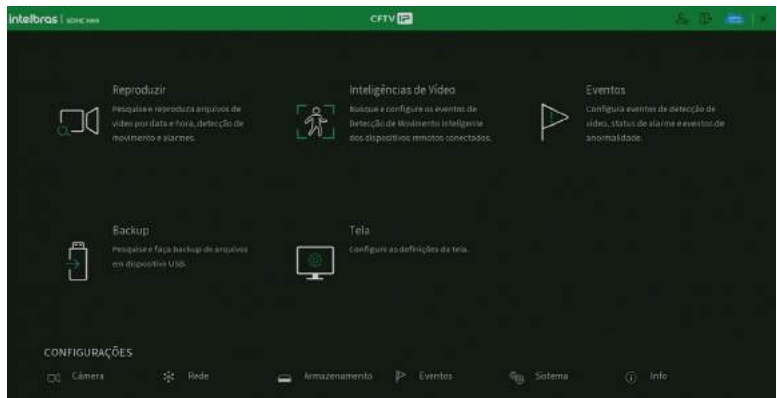 intelbras
CFTV IP
Reproduzir
Pesquise e reproduza arquivos de
vídeo por data e hora, detecção de
movimento e alarmes.
Inteligências de Vídeo
Busque e configure os eventos de
Detecção de Movimento Inteligente
dos dispositivos remotos conectados.
Eventos
Configura eventos de detecção de
vídeo, status de alarme e eventos de
anormalidade.
Backup
Pesquise e faça backup de arquivos
em dispositivo USB.
Tela
Configure as definições da tela.
CONFIGURAÇÕES
Câmera
Rede
Armazenamento
Eventos
Sistema
Info